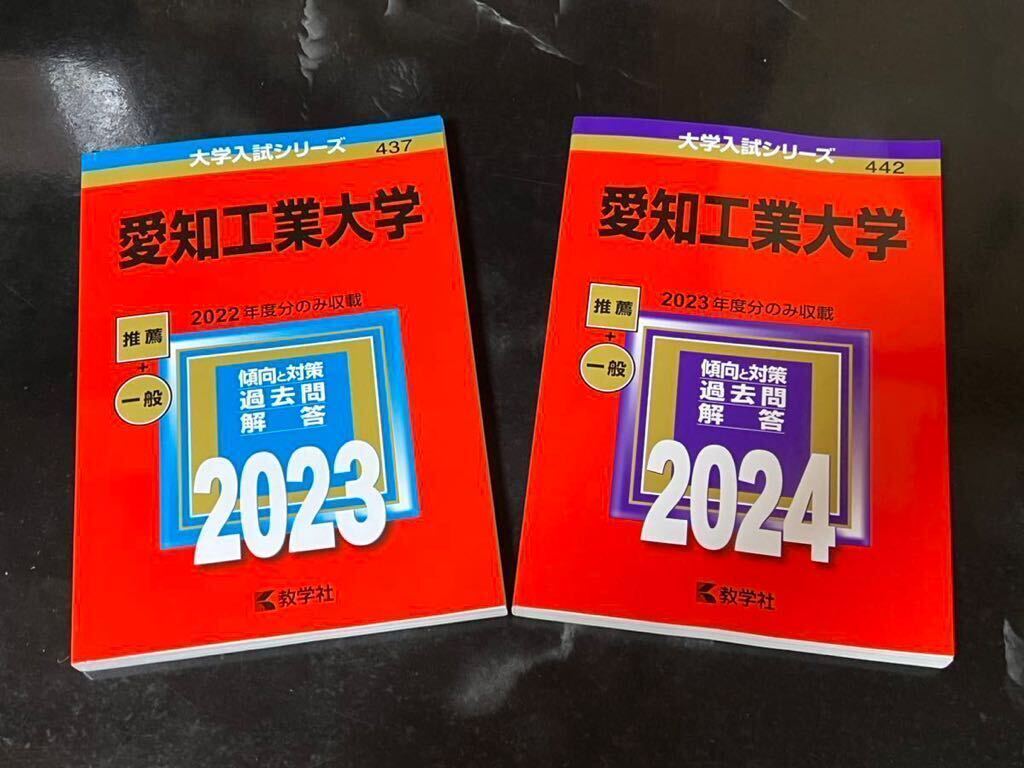 大学入試シリーズ 437
愛知工業大学
2022年度分のみ収載
推薦
+
一般
傾向と対策
過去問
解答
2023
教学社
大学入試シリーズ
442
愛知工業大学
2023年度分のみ収載
推薦
+
一般
傾向と対策
過去問
解答
2024
教学社